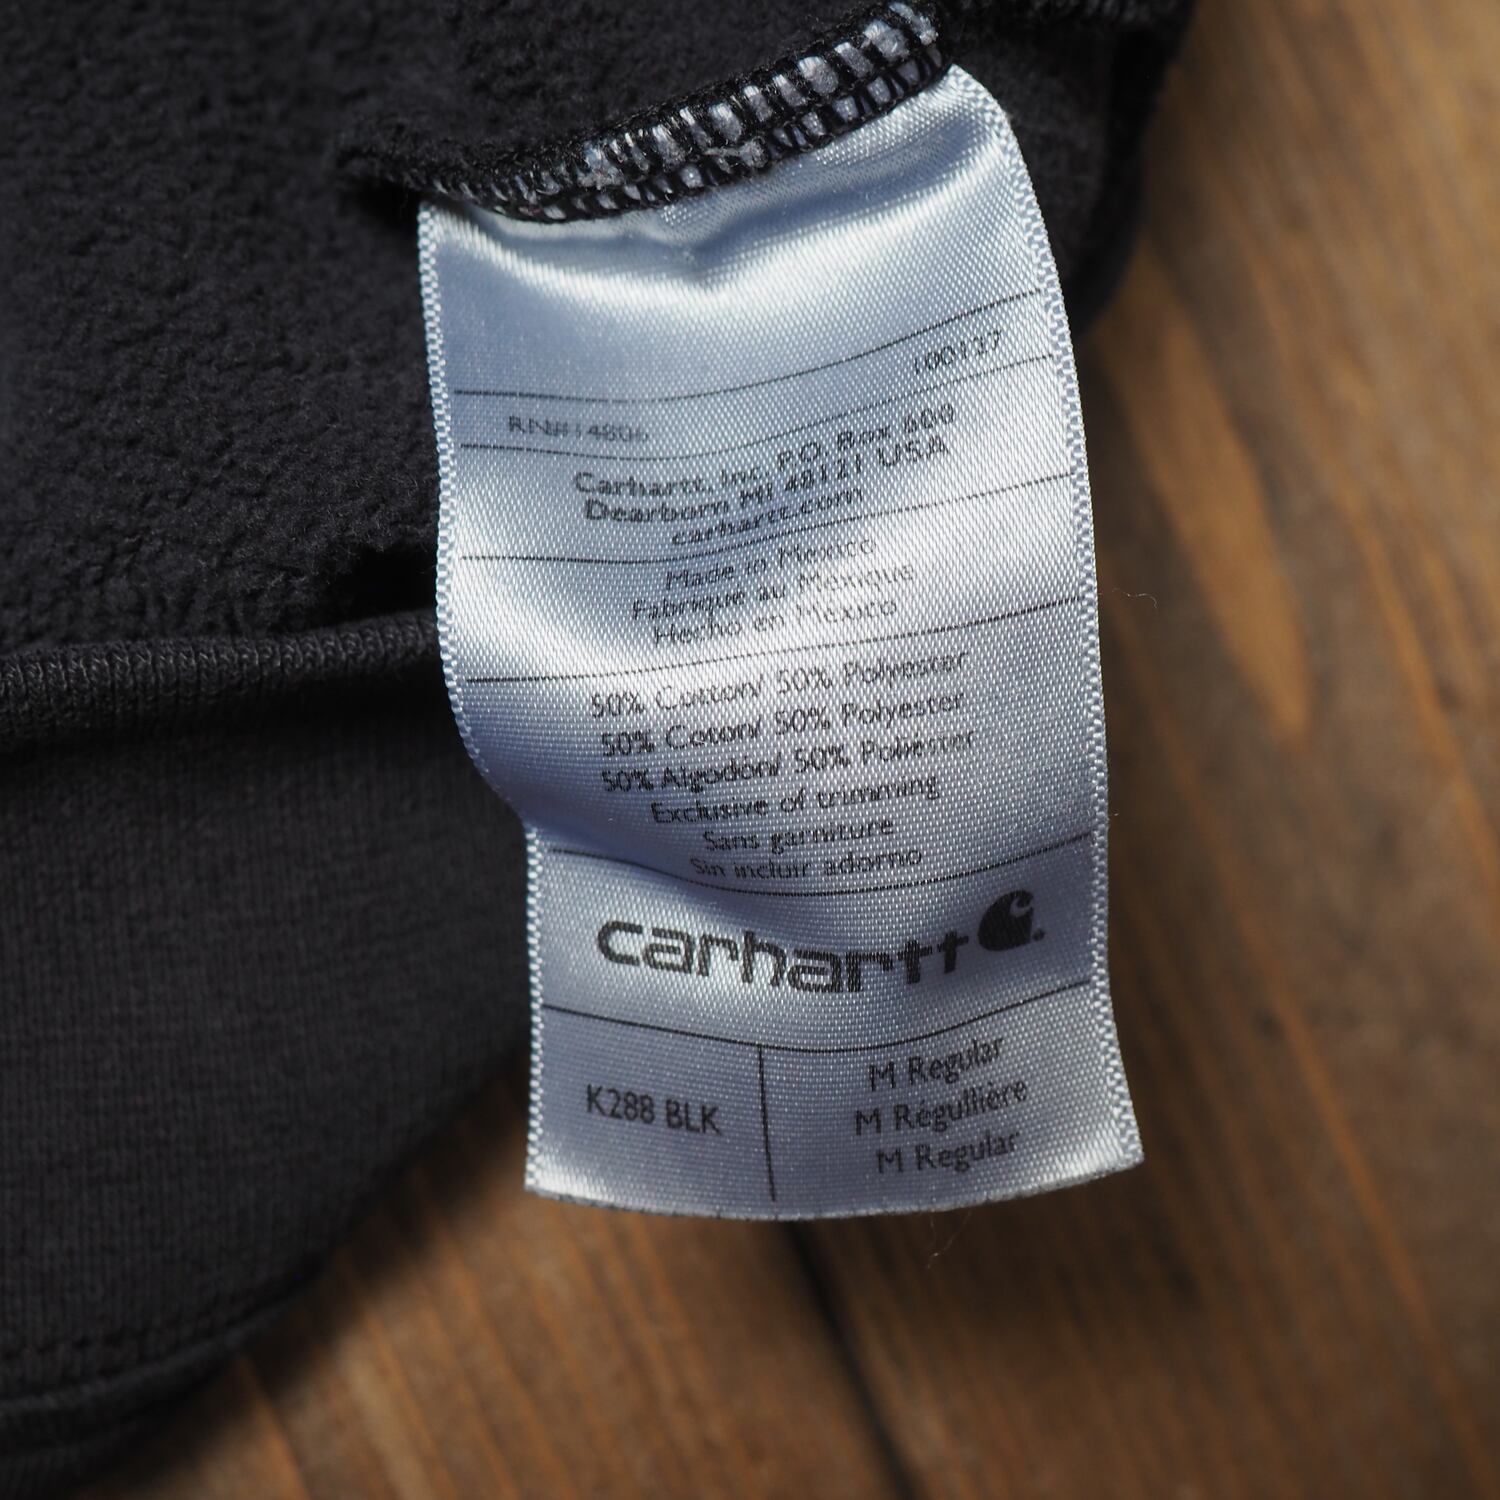 RN#14806 100137
Carhartt, Inc. P.O. Box 600
Dearborn MI 48121 USA
carhartt.com
Made in Mexico
Fabriqué au Mexique
Hecho en México
50% Cotton/ 50% Polyester
50% Coton/ 50% Polyester
50% Algodón/ 50% Poliester
Exclusive of trimming
Sans garniture
Sin incluir adorno
carhartt
K288 BLK
M Regular
M Régullière
M Regular